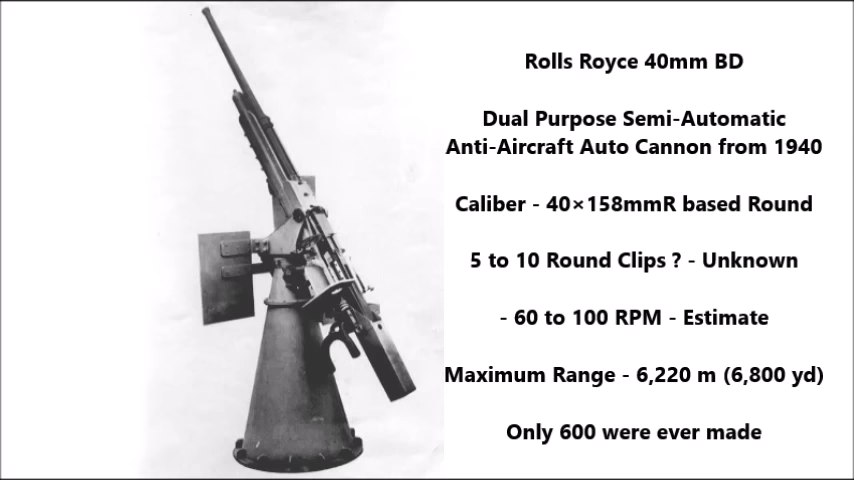 Rolls Royce 40mm BD
Dual Purpose Semi-Automatic
Anti-Aircraft Auto Cannon from 1940
Caliber - 40×158mmR based Round
5 to 10 Round Clips ? - Unknown
- 60 to 100 RPM - Estimate
Maximum Range - 6,220 m (6,800 yd)
Only 600 were ever made